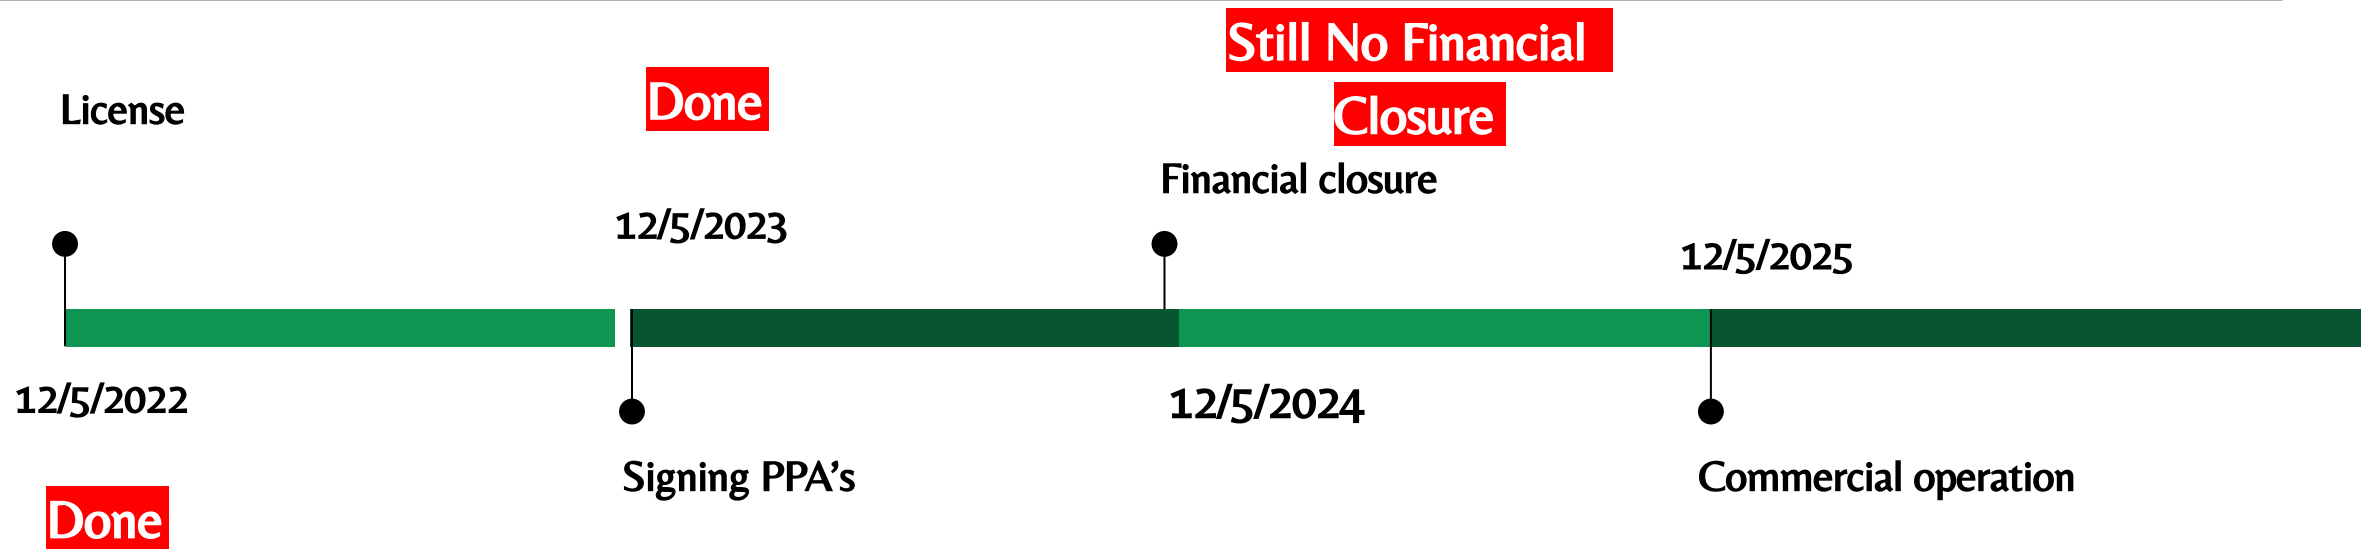 Still No Financial
Closure
Done
License
Financial closure
12/5/2023
12/5/2025
12/5/2022
12/5/2024
Signing PPA’s
Commercial operation
Done